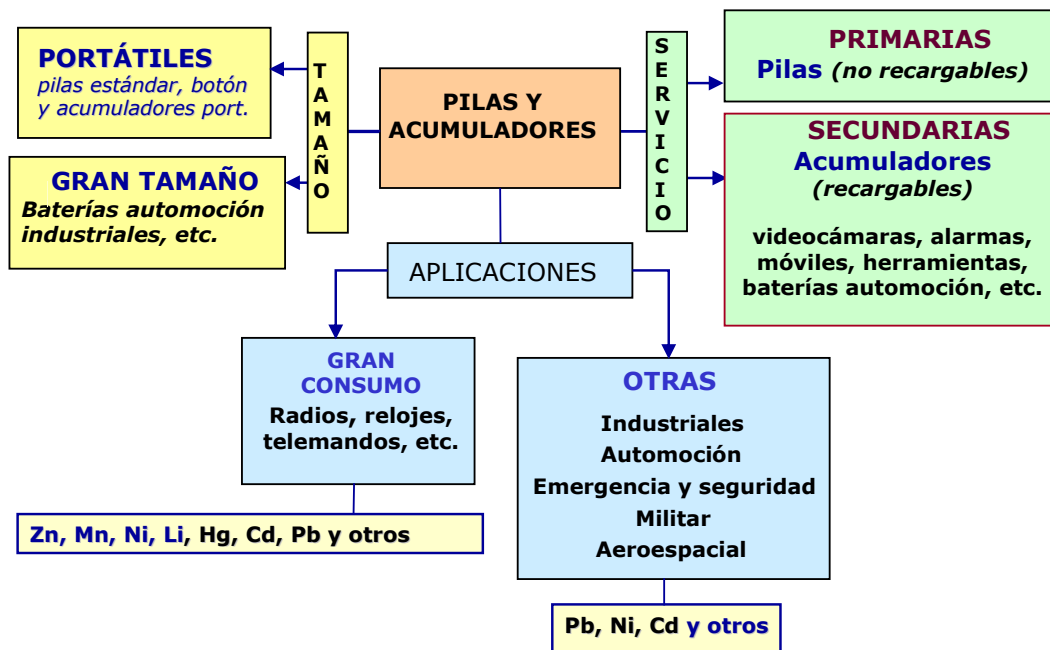 PILAS Y
ACUMULADORES
TAMAÑO
PORTÁTILES
pilas estándar, botón
y acumuladores port.
GRAN TAMAÑO
Baterías automoción
industriales, etc.
SERVICIO
PRIMARIAS
Pilas (no recargables)
SECUNDARIAS
Acumuladores
(recargables)
videocámaras, alarmas,
móviles, herramientas,
baterías automoción, etc.
APLICACIONES
GRAN
CONSUMO
Radios, relojes,
telemandos, etc.
Zn, Mn, Ni, Li, Hg, Cd, Pb y otros
OTRAS
Industriales
Automoción
Emergencia y seguridad
Militar
Aeroespacial
Pb, Ni, Cd y otros